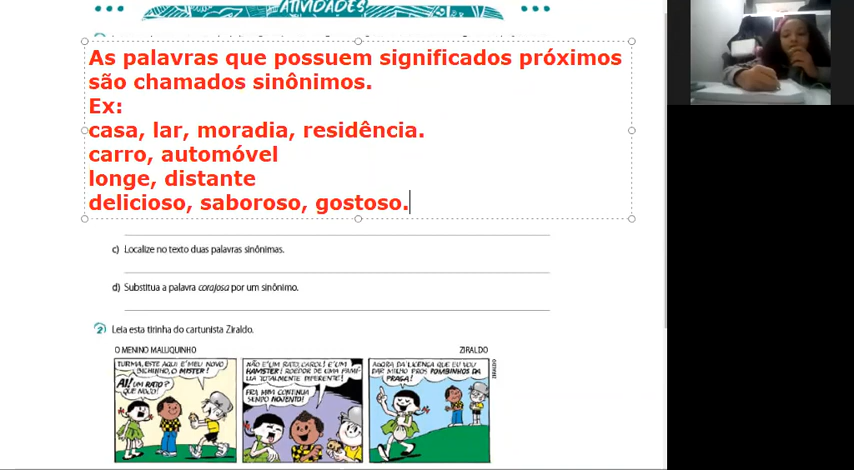 ATIVIDADES
As palavras que possuem significados próximos
são chamados sinônimos.
Ex:
casa, lar, moradia, residência.
carro, automóvel
longe, distante
delicioso, saboroso, gostoso.
c) Localize no texto duas palavras sinônimas.
d) Substitua a palavra corajosa por um sinônimo.
2 Leia esta tirinha do cartunista Ziraldo.
O MENINO MALUQUINHO
ZIRALDO
TURMA, ESTE AQUI É MEU NOVO
BICHINHO, O MISTER!
AI! UM RATO?
QUE NOJO!
NÃO É UM RATO, CAROL! É UM
HAMSTER! ROEDOR DE UMA FAMÍ-
LIA TOTALMENTE DIFERENTE!
PRA MIM CONTINUA
SENDO NOJENTO!
AGORA DÁ LICENÇA QUE EU VOU
DAR MILHO PROS POMBINHOS DA
PRAÇA!
ZIRALDO